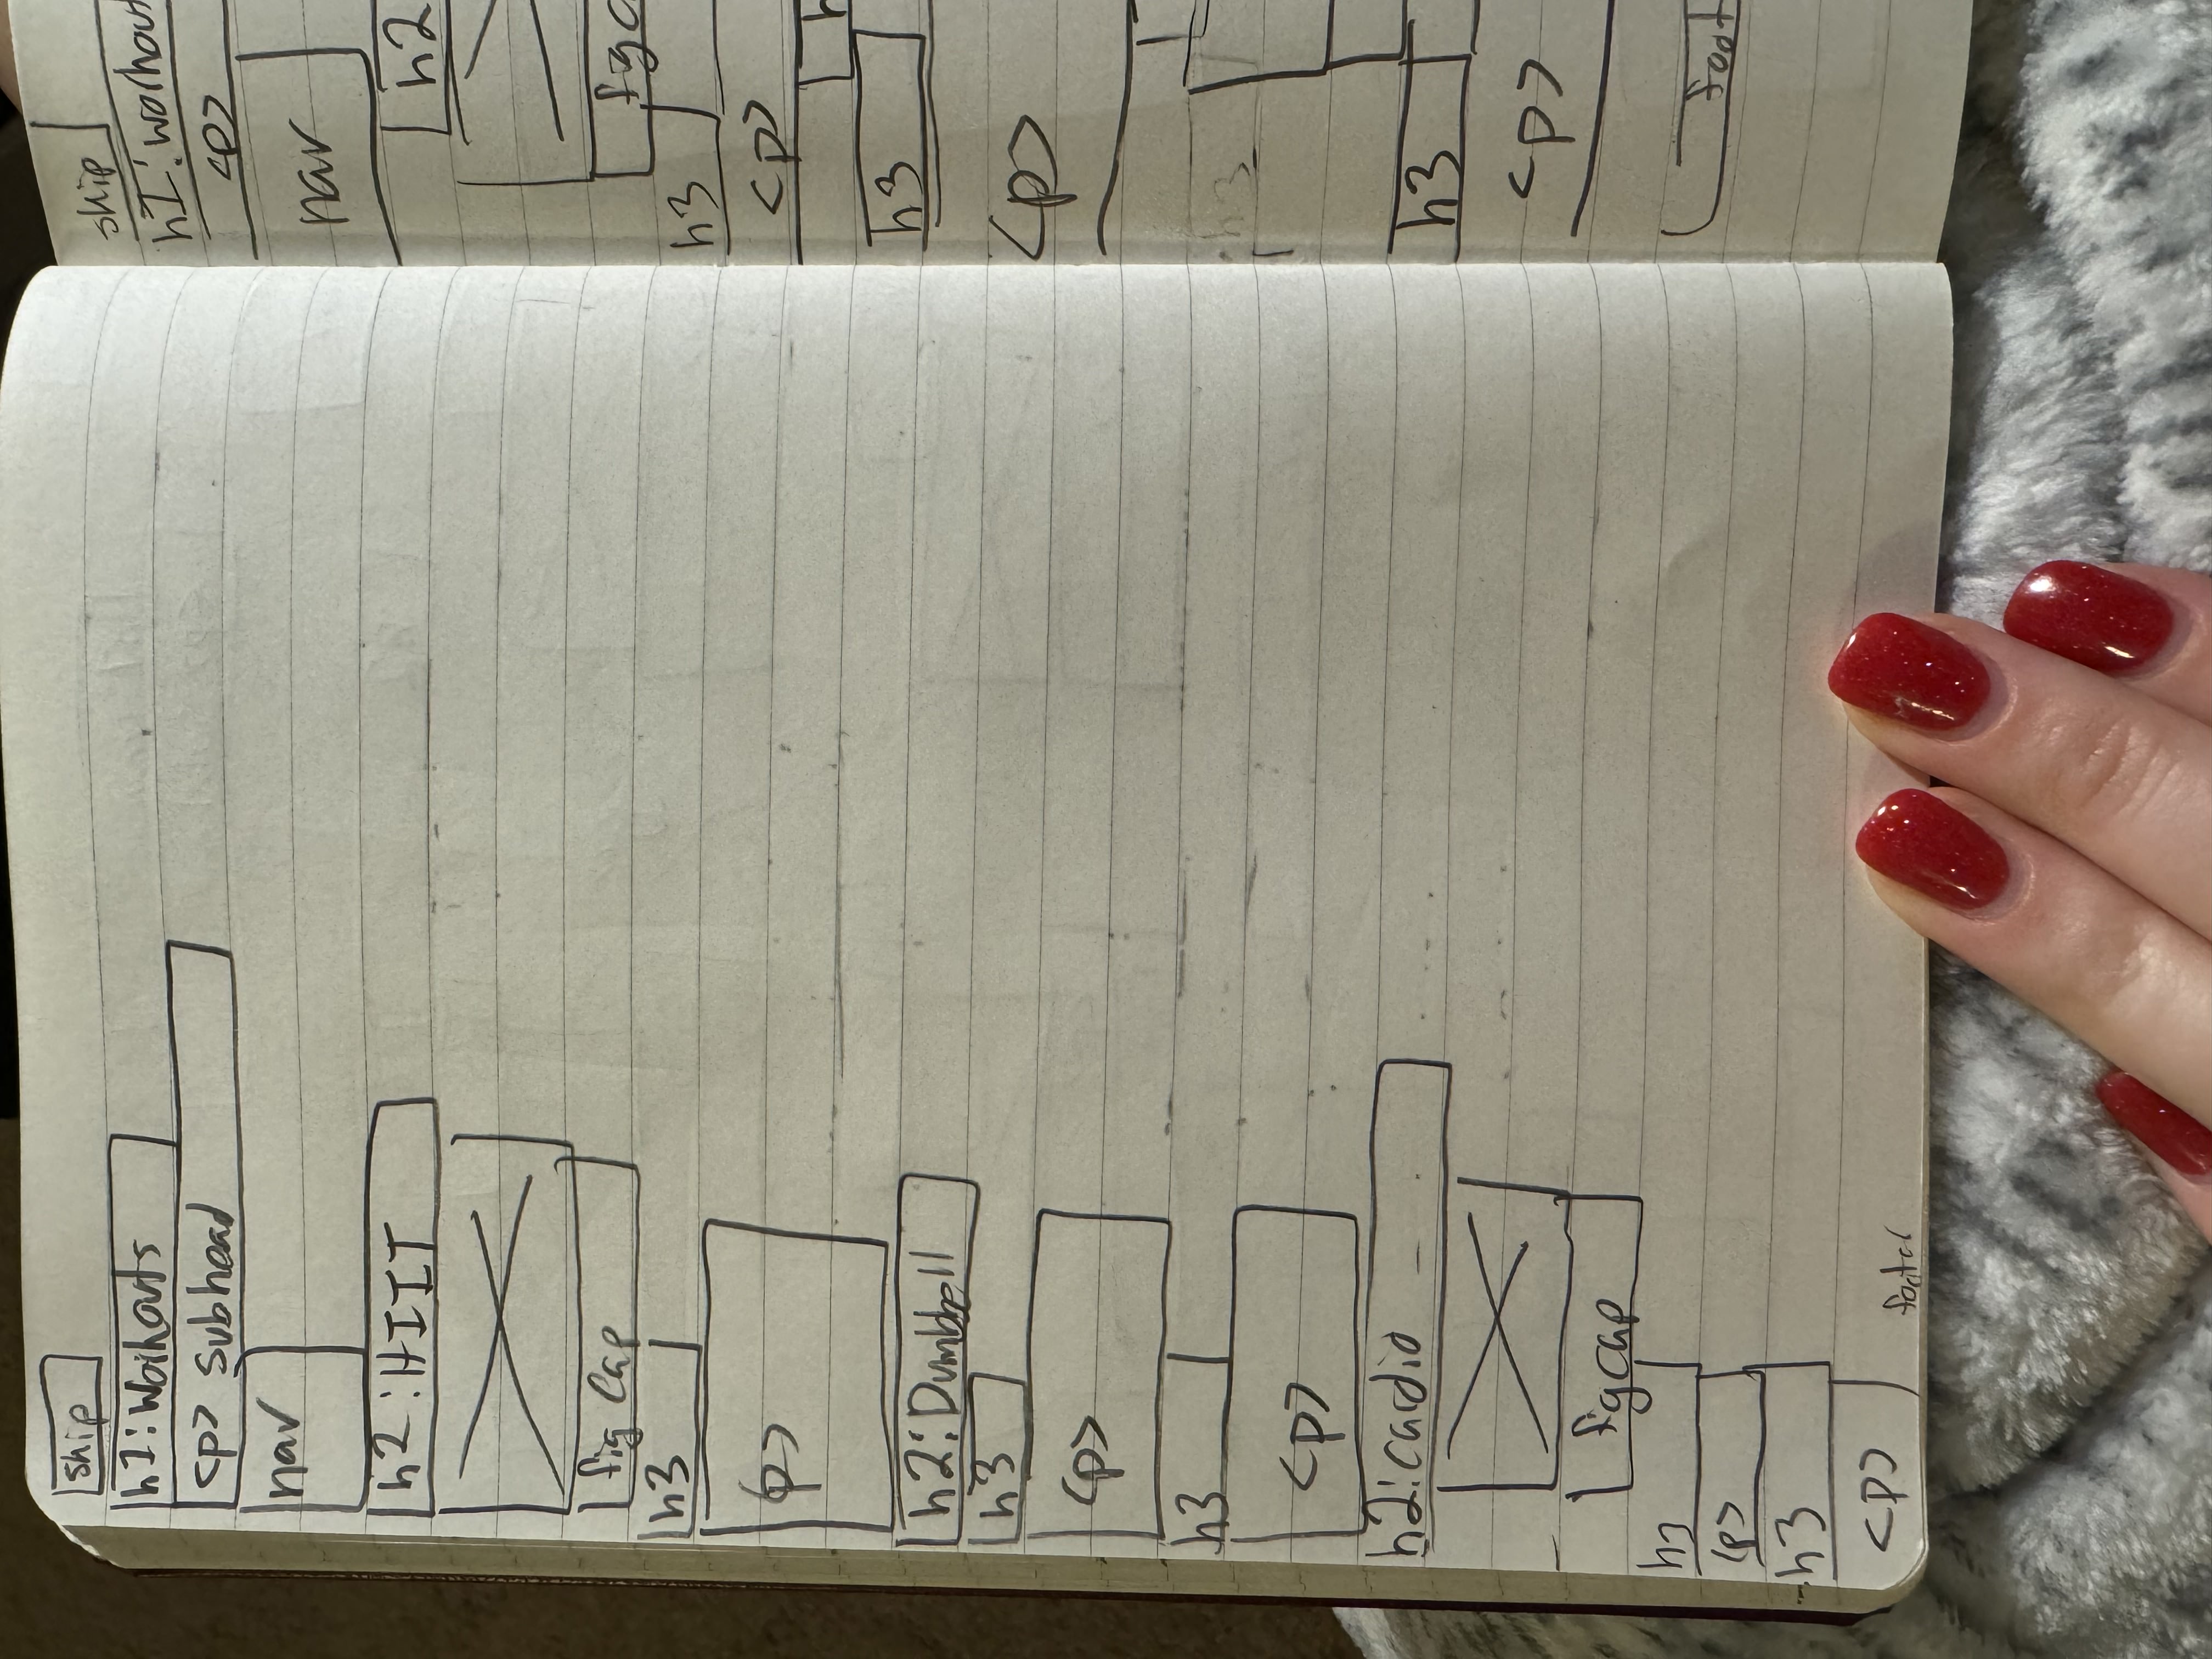 skip
h1: Workouts
<p> subhead
nav
h2: HIIT
fig cap
h3
<p>
h2: Dumbbell
h3
<p>
h3
<p>
h2: cardio
figcap
h3
<p>
h3
<p>
footer
skip
h1: workout
<p>
nav
h2
figc
h3
<p>
h
h3
<p>
h3
h3
<p>
foot